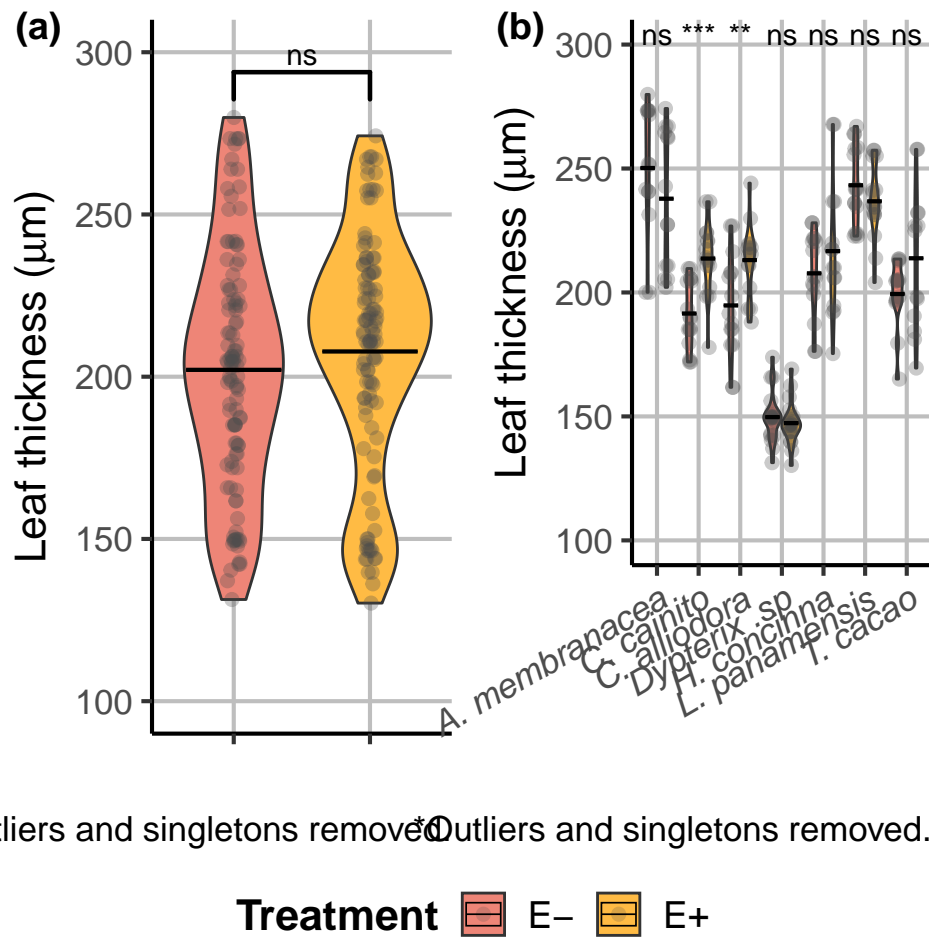 (a)
300
250
200
150
100
Leaf thickness (μm)
ns
(b)
300
250
200
150
100
Leaf thickness (μm)
ns *** ** ns ns ns ns
A. membranacea
C. cainito
C. alliodora
Dypterix .sp
H. concinna
L. panamensis
T. cacao
tliers and singletons removed.
*Outliers and singletons removed.
Treatment E− E+